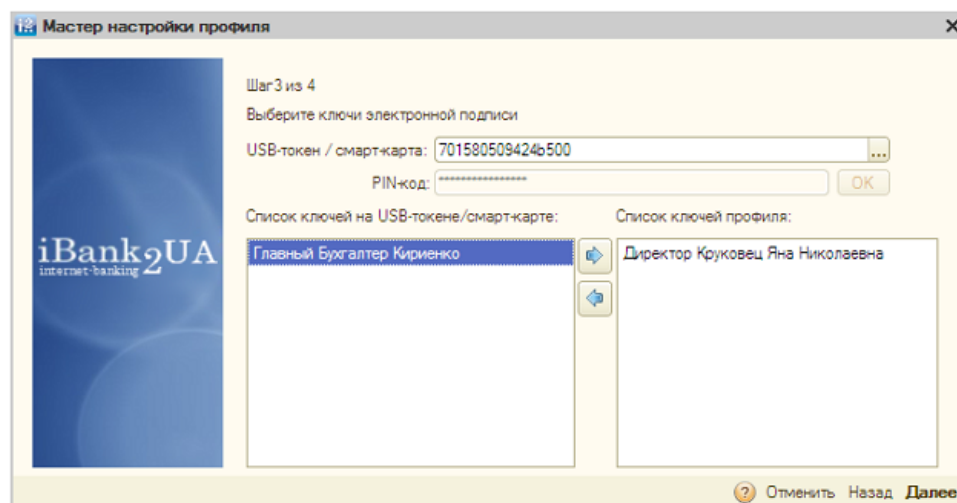 Мастер настройки профиля
Шаг 3 из 4
Выберите ключи электронной подписи
USB-токен / смарт-карта: 701580509424b500 ...
PIN-код: **************** OK
Список ключей на USB-токене/смарт-карте: Список ключей профиля:
Главный Бухгалтер Кириенко Директор Круковец Яна Николаевна
iBank2UA
internet-banking
? Отменить Назад Далее